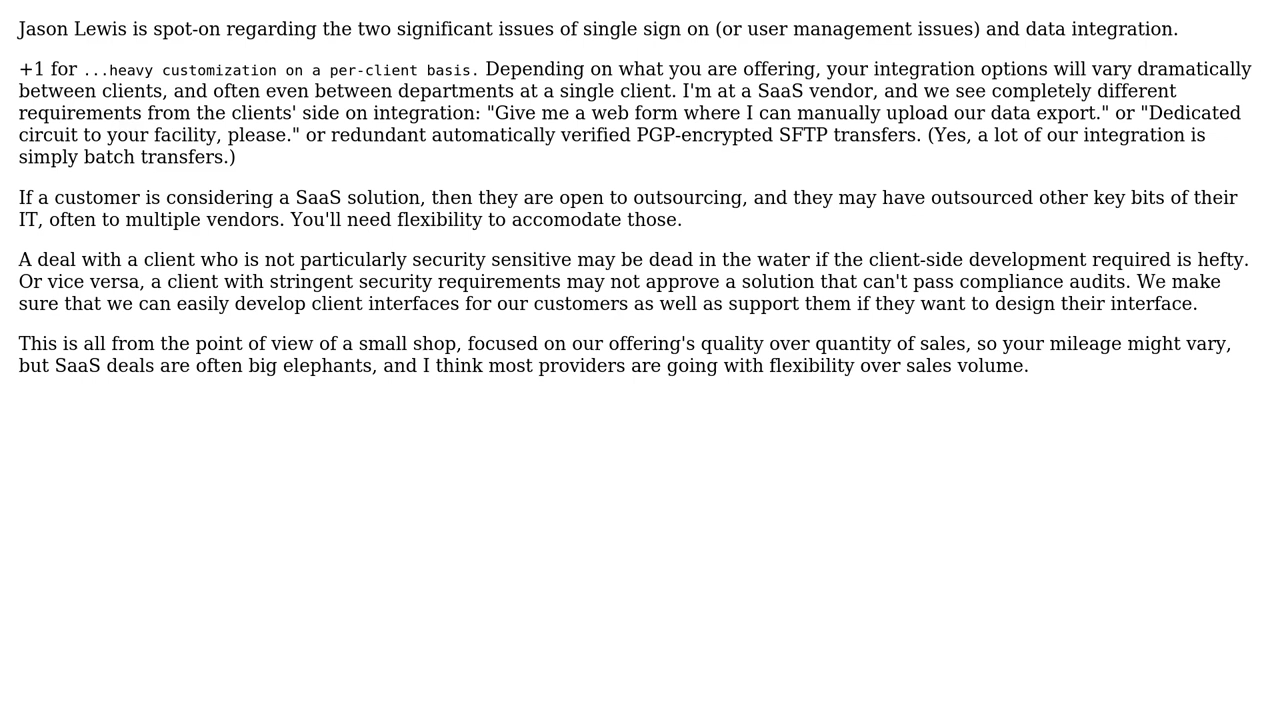 Jason Lewis is spot-on regarding the two significant issues of single sign on (or user management issues) and data integration.
+1 for ...heavy customization on a per-client basis. Depending on what you are offering, your integration options will vary dramatically
between clients, and often even between departments at a single client. I'm at a SaaS vendor, and we see completely different
requirements from the clients' side on integration: "Give me a web form where I can manually upload our data export." or "Dedicated
circuit to your facility, please." or redundant automatically verified PGP-encrypted SFTP transfers. (Yes, a lot of our integration is
simply batch transfers.)
If a customer is considering a SaaS solution, then they are open to outsourcing, and they may have outsourced other key bits of their
IT, often to multiple vendors. You'll need flexibility to accomodate those.
A deal with a client who is not particularly security sensitive may be dead in the water if the client-side development required is hefty.
Or vice versa, a client with stringent security requirements may not approve a solution that can't pass compliance audits. We make
sure that we can easily develop client interfaces for our customers as well as support them if they want to design their interface.
This is all from the point of view of a small shop, focused on our offering's quality over quantity of sales, so your mileage might vary,
but SaaS deals are often big elephants, and I think most providers are going with flexibility over sales volume.